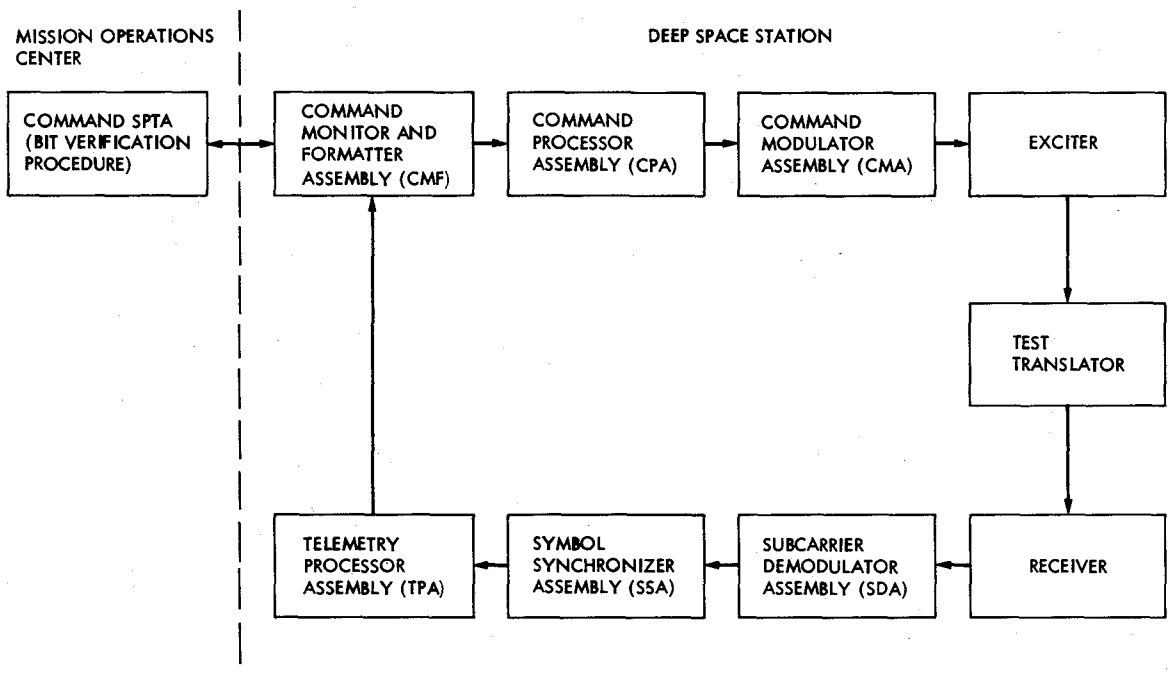 MISSION OPERATIONS
CENTER
DEEP SPACE STATION
COMMAND SPTA
(BIT VERIFICATION
PROCEDURE)
COMMAND
MONITOR AND
FORMATTER
ASSEMBLY (CMF)
COMMAND
PROCESSOR
ASSEMBLY (CPA)
COMMAND
MODULATOR
ASSEMBLY (CMA)
EXCITER
TEST
TRANSLATOR
TELEMETRY
PROCESSOR
ASSEMBLY (TPA)
SYMBOL
SYNCHRONIZER
ASSEMBLY (SSA)
SUBCARRIER
DEMODULATOR
ASSEMBLY (SDA)
RECEIVER